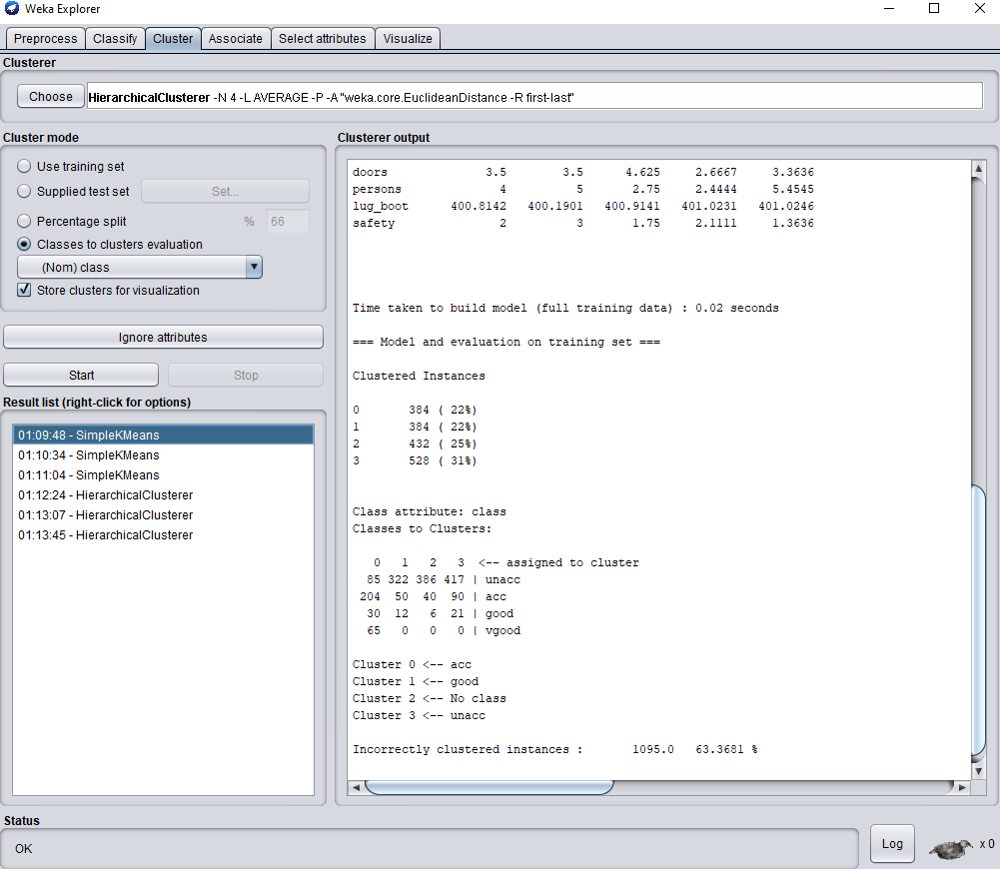 Weka Explorer
Preprocess Classify Cluster Associate Select attributes Visualize
Clusterer
Choose HierarchicalClusterer -N 4 -L AVERAGE -P -A "weka.core.EuclideanDistance -R first-last"
Cluster mode
Use training set
Supplied test set Set...
Percentage split % 66
Classes to clusters evaluation
(Nom) class
Store clusters for visualization
Ignore attributes
Start Stop
Result list (right-click for options)
01:09:48 - SimpleKMeans
01:10:34 - SimpleKMeans
01:11:04 - SimpleKMeans
01:12:24 - HierarchicalClusterer
01:13:07 - HierarchicalClusterer
01:13:45 - HierarchicalClusterer
Clusterer output
doors 3.5 3.5 4.625 2.6667 3.3636
persons 4 5 2.75 2.4444 5.4545
lug_boot 400.8142 400.1901 400.9141 401.0231 401.0246
safety 2 3 1.75 2.1111 1.3636
Time taken to build model (full training data) : 0.02 seconds
=== Model and evaluation on training set ===
Clustered Instances
0 384 ( 22%)
1 384 ( 22%)
2 432 ( 25%)
3 528 ( 31%)
Class attribute: class
Classes to Clusters:
0 1 2 3 <-- assigned to cluster
85 322 386 417 | unacc
204 50 40 90 | acc
30 12 6 21 | good
65 0 0 0 | vgood
Cluster 0 <-- acc
Cluster 1 <-- good
Cluster 2 <-- No class
Cluster 3 <-- unacc
Incorrectly clustered instances : 1095.0 63.3681 %
Status
OK
Log x 0